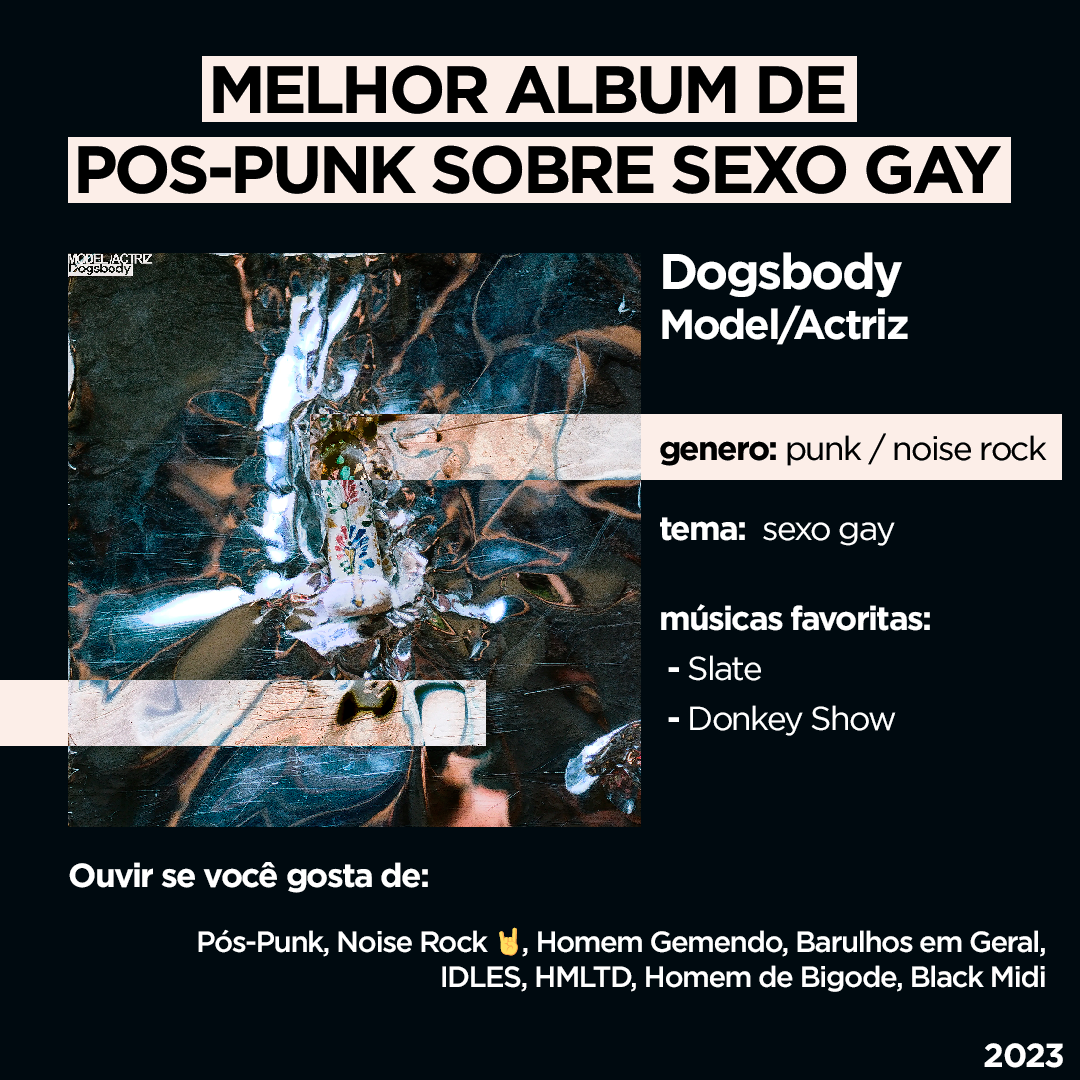 MELHOR ALBUM DE
POS-PUNK SOBRE SEXO GAY
MODEL/ACTRIZ
Dogsbody
Dogsbody
Model/Actriz
genero: punk / noise rock
tema: sexo gay
músicas favoritas:
- Slate
- Donkey Show
Ouvir se você gosta de:
Pós-Punk, Noise Rock 🤘, Homem Gemendo, Barulhos em Geral,
IDLES, HMLTD, Homem de Bigode, Black Midi
2023